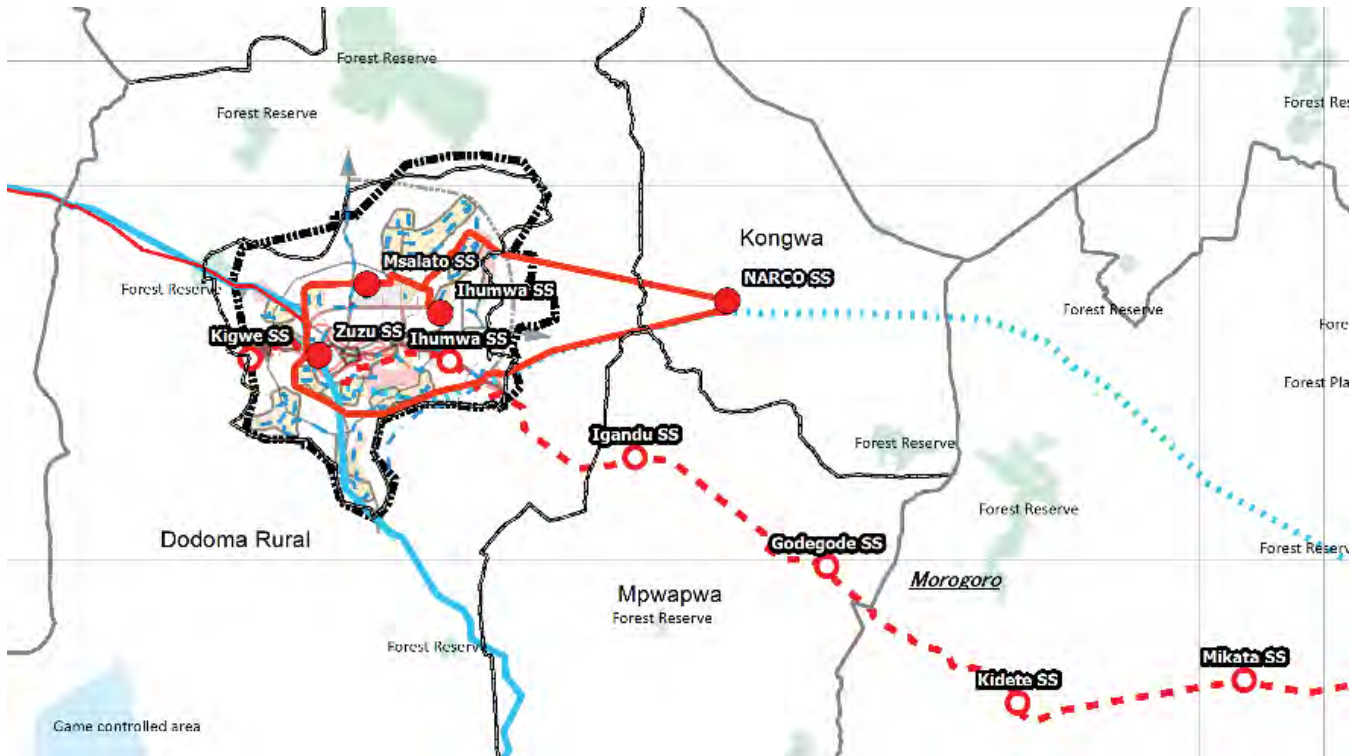 Forest Reserve
Forest Res
Forest Reserve
Kongwa
Msalato SS
NARCO SS
Forest Reserve
Ihumwa SS
Forest Reserve
Fore
Kigwe SS
Zuzu SS
Ihumwa SS
Forest Pla
Igandu SS
Forest Reserve
Forest Reserve
Dodoma Rural
Godegode SS
Forest Reserv
Morogoro
Mpwapwa
Forest Reserve
Forest Reserve
Mikata SS
Kidete SS
Game controlled area